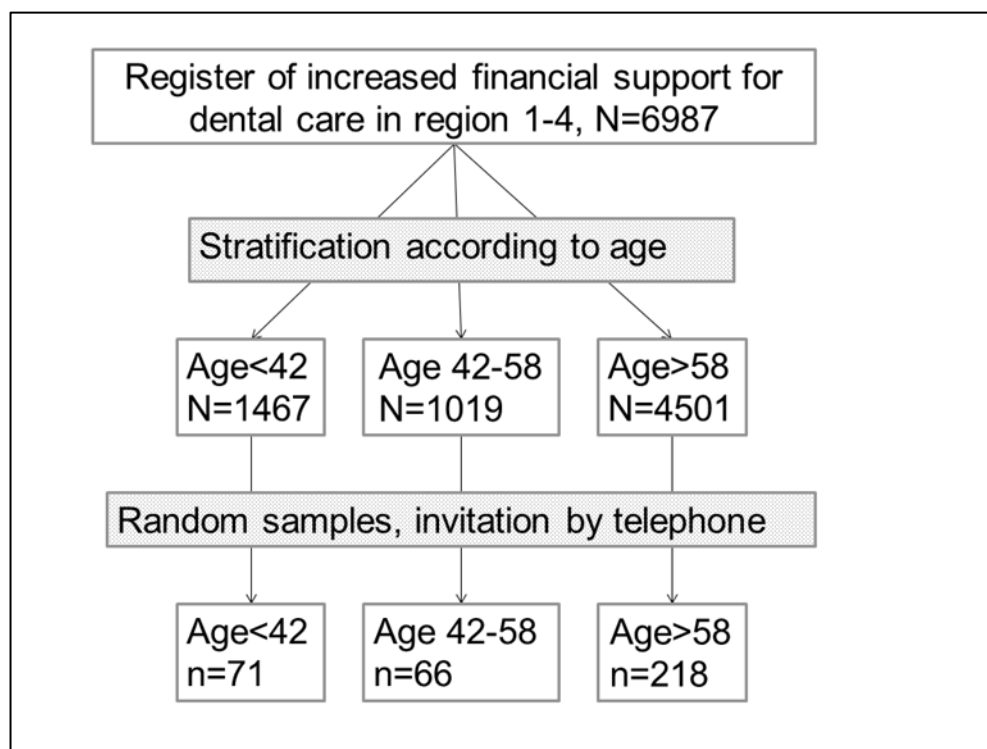 Register of increased financial support for
dental care in region 1-4, N=6987
Stratification according to age
Age<42
N=1467
Age 42-58
N=1019
Age>58
N=4501
Random samples, invitation by telephone
Age<42
n=71
Age 42-58
n=66
Age>58
n=218